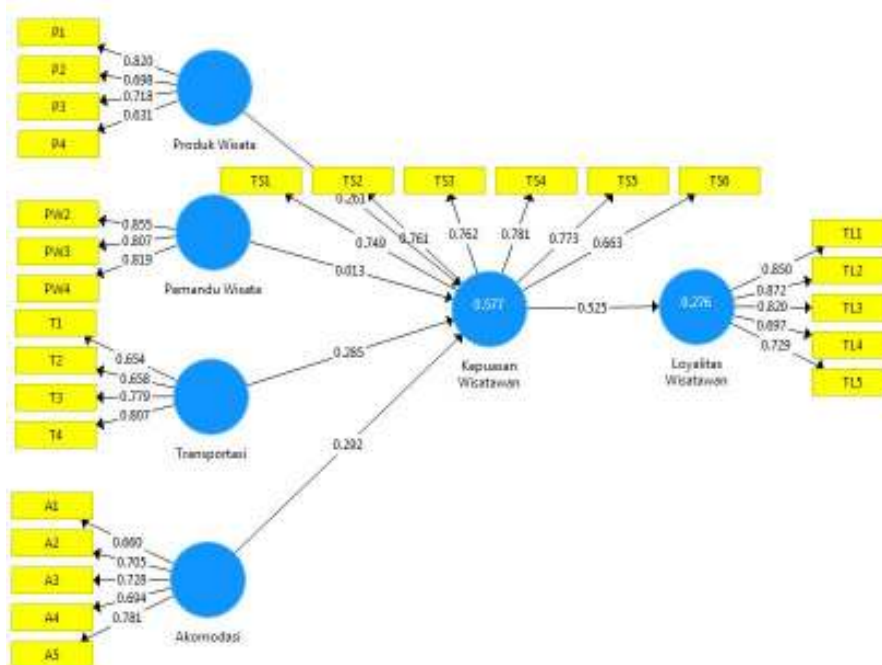 P1
P2
P3
P4
0.820
0.698
0.718
0.631
Produk Wisata
TS1
TS2
TS3
TS4
TS5
TS6
0.261
0.749
0.761
0.762
0.781
0.773
0.663
PW2
PW3
PW4
0.855
0.807
0.819
Pemandu Wisata
0.013
T1
T2
T3
T4
0.654
0.658
0.779
0.807
Transportasi
0.285
0.577
Kepuasan
Wisatawan
0.525
0.276
Loyalitas
Wisatawan
0.850
0.872
0.820
0.697
0.729
TL1
TL2
TL3
TL4
TL5
0.292
A1
A2
A3
A4
A5
0.660
0.705
0.728
0.694
0.781
Akomodasi